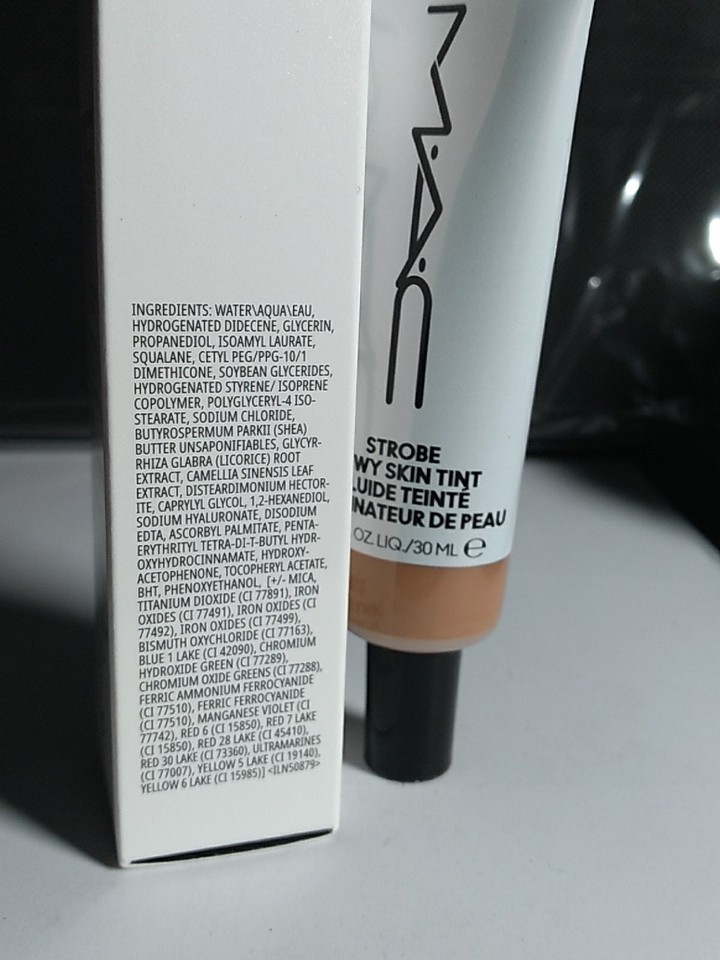 INGREDIENTS: WATER\AQUA\EAU,
HYDROGENATED DIDECENE, GLYCERIN,
PROPANEDIOL, ISOAMYL LAURATE,
SQUALANE, CETYL PEG/PPG-10/1
DIMETHICONE, SOYBEAN GLYCERIDES,
HYDROGENATED STYRENE/ ISOPRENE
COPOLYMER, POLYGLYCERYL-4 ISO-
STEARATE, SODIUM CHLORIDE,
BUTYROSPERMUM PARKII (SHEA)
BUTTER UNSAPONIFIABLES, GLYCYR-
RHIZA GLABRA (LICORICE) ROOT
EXTRACT, CAMELLIA SINENSIS LEAF
EXTRACT, DISTEARDIMONIUM HECTOR-
ITE, CAPRYLYL GLYCOL, 1,2-HEXANEDIOL,
SODIUM HYALURONATE, DISODIUM
EDTA, ASCORBYL PALMITATE, PENTA-
ERYTHRITYL TETRA-DI-T-BUTYL HYDR-
OXYHYDROCINNAMATE, HYDROXY-
ACETOPHENONE, TOCOPHERYL ACETATE,
BHT, PHENOXYETHANOL, [+/- MICA,
TITANIUM DIOXIDE (CI 77891), IRON
OXIDES (CI 77491), IRON OXIDES (CI
77492), IRON OXIDES (CI 77499),
BISMUTH OXYCHLORIDE (CI 77163),
BLUE 1 LAKE (CI 42090), CHROMIUM
HYDROXIDE GREEN (CI 77289),
CHROMIUM OXIDE GREENS (CI 77288),
FERRIC AMMONIUM FERROCYANIDE
(CI 77510), FERRIC FERROCYANIDE
(CI 77510), MANGANESE VIOLET (CI
77742), RED 6 (CI 15850), RED 7 LAKE
(CI 15850), RED 28 LAKE (CI 45410),
RED 30 LAKE (CI 73360), ULTRAMARINES
(CI 77007), YELLOW 5 LAKE (CI 19140),
YELLOW 6 LAKE (CI 15985)] <ILN50879>
M·A·C
STROBE
WY SKIN TINT
LUIDE TEINTÉ
NATEUR DE PEAU
OZ. LIQ./30 ML e